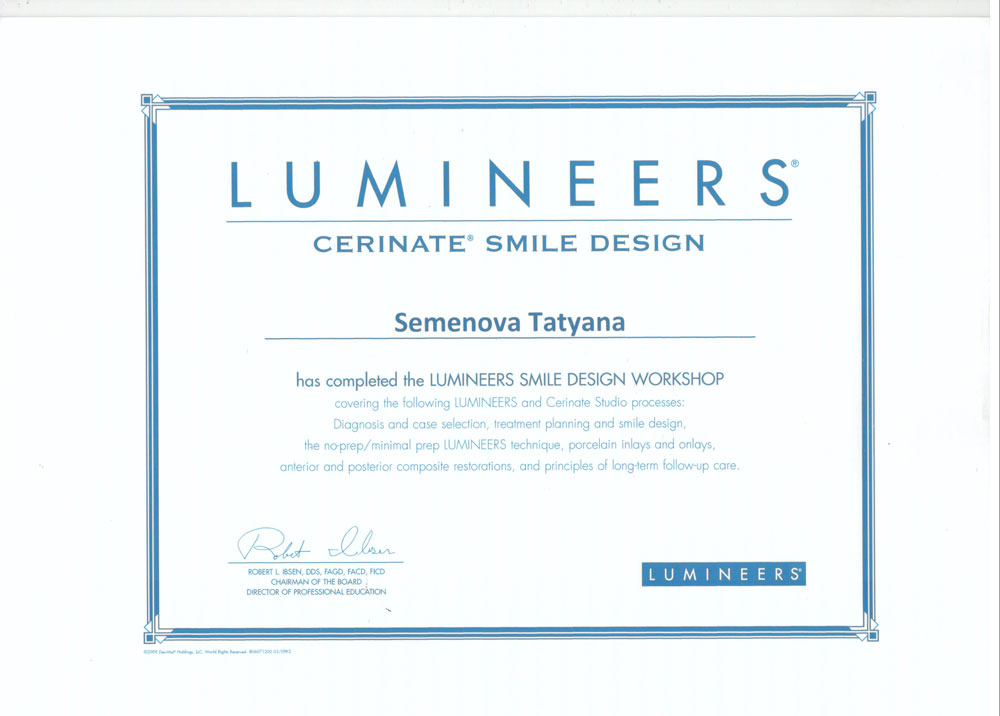 LUMINEERS®
CERINATE® SMILE DESIGN
Semenova Tatyana
has completed the LUMINEERS SMILE DESIGN WORKSHOP
covering the following LUMINEERS and Cerinate Studio processes:
Diagnosis and case selection, treatment planning and smile design,
the no-prep/minimal prep LUMINEERS technique, porcelain inlays and onlays,
anterior and posterior composite restorations, and principles of long-term follow-up care.
Robert Ibsen
ROBERT L. IBSEN, DDS, FAGD, FACD, FICD
CHAIRMAN OF THE BOARD
DIRECTOR OF PROFESSIONAL EDUCATION
LUMINEERS®
©2009 Den-Mat® Holdings, LLC. World Rights Reserved.